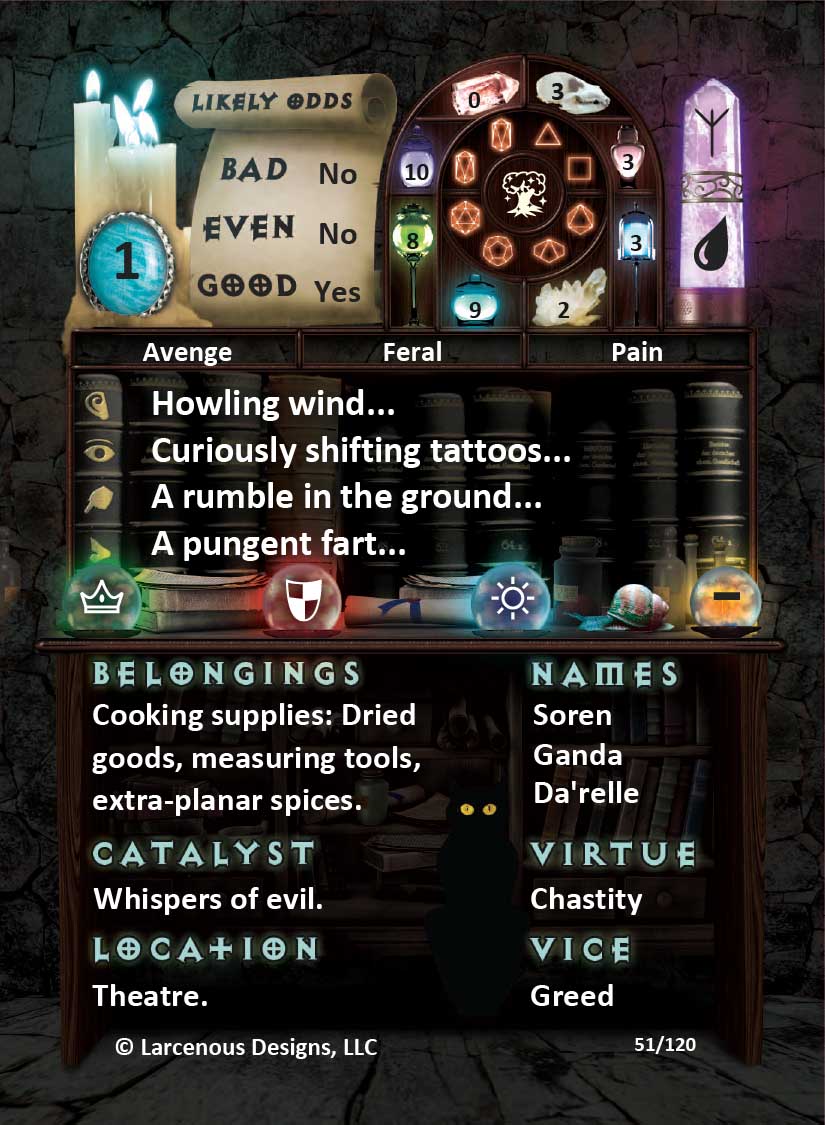 LIKELY ODDS
BAD No
EVEN No
GOOD Yes
1
0
3
10
3
8
3
9
2
Avenge Feral Pain
Howling wind...
Curiously shifting tattoos...
A rumble in the ground...
A pungent fart...
BELONGINGS
Cooking supplies: Dried
goods, measuring tools,
extra-planar spices.
NAMES
Soren
Ganda
Da'relle
CATALYST
Whispers of evil.
VIRTUE
Chastity
LOCATION
Theatre.
VICE
Greed
© Larcenous Designs, LLC
51/120